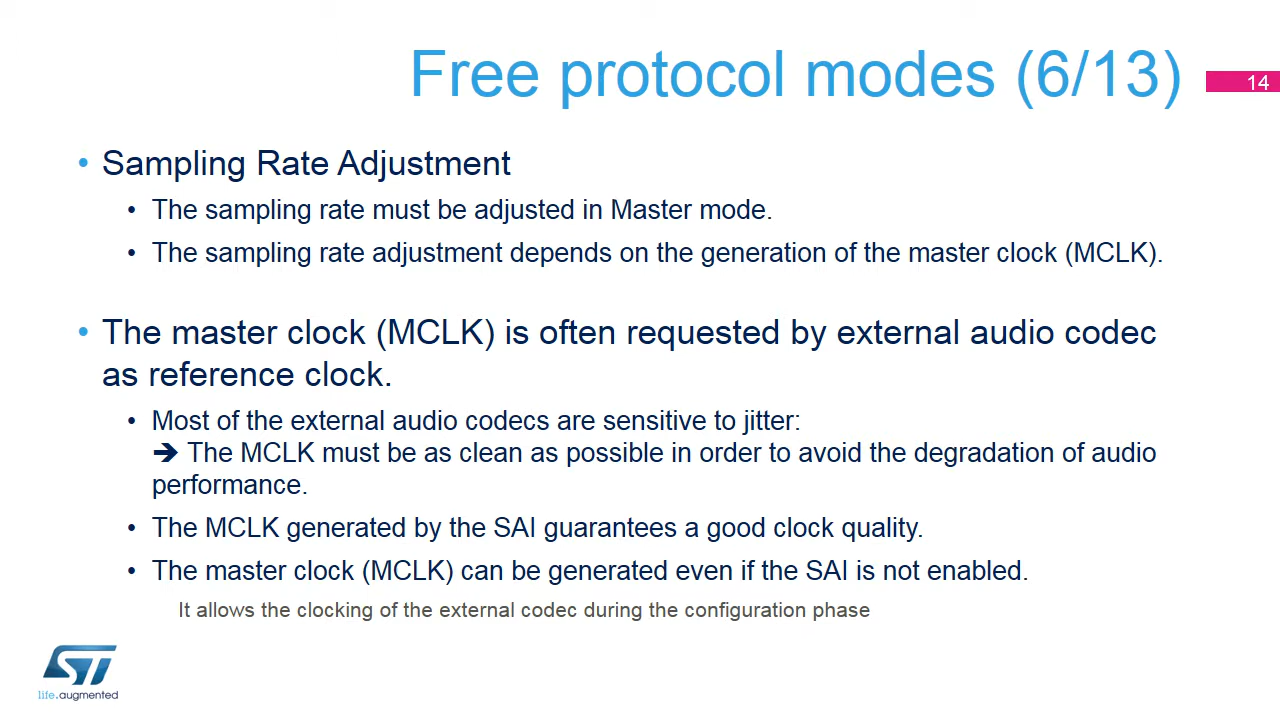 Free protocol modes (6/13)
14
• Sampling Rate Adjustment
• The sampling rate must be adjusted in Master mode.
• The sampling rate adjustment depends on the generation of the master clock (MCLK).
• The master clock (MCLK) is often requested by external audio codec
as reference clock.
• Most of the external audio codecs are sensitive to jitter:
➔ The MCLK must be as clean as possible in order to avoid the degradation of audio
performance.
• The MCLK generated by the SAI guarantees a good clock quality.
• The master clock (MCLK) can be generated even if the SAI is not enabled.
It allows the clocking of the external codec during the configuration phase
ST
life.augmented